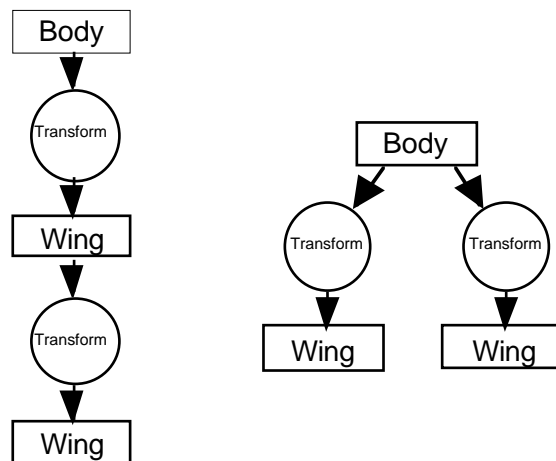 Body
Transform
Wing
Transform
Wing
Body
Transform Transform
Wing Wing